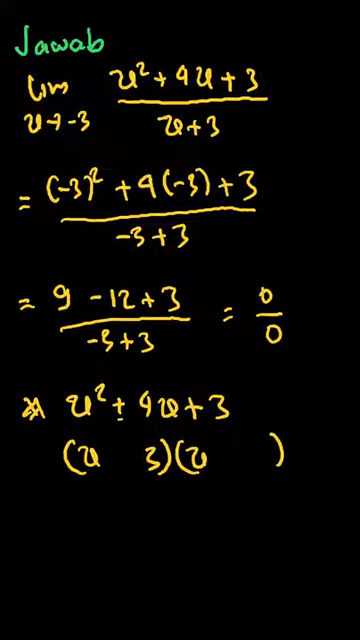 Jawab
lim x→-3 (x² + 4x + 3)/(x + 3)
= ((-3)² + 4(-3) + 3)/(-3 + 3)
= (9 - 12 + 3)/(-3 + 3) = 0/0
* x² + 4x + 3
(x 3)(x )